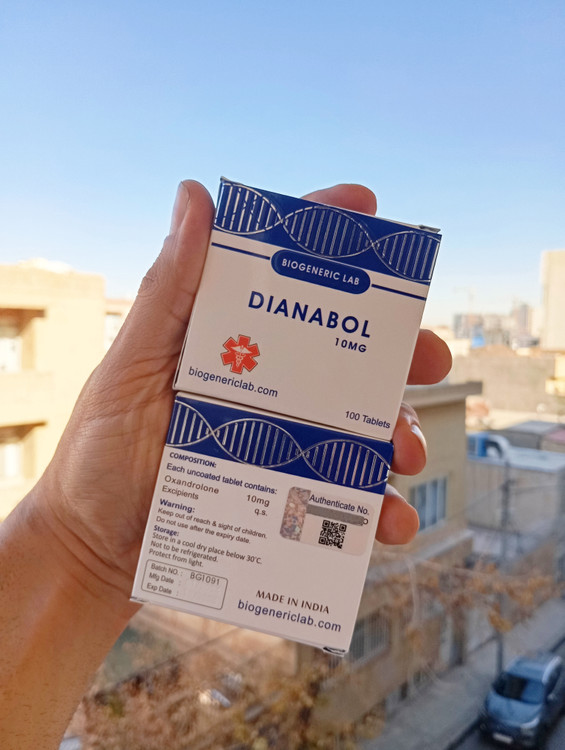 BIOGENERIC LAB
DIANABOL
10MG
biogenericlab.com
100 Tablets
COMPOSITION:
Each uncoated tablet contains:
Oxandrolone 10mg
Excipients q.s.
Warning:
Keep out of reach & sight of children,
Do not use after the expiry date.
Storage:
Store in a cool dry place below 30°C.
Not to be refrigerated.
Protect from light.
Authenticate No.
Batch NO. : BG1091
Mfg Date :
Exp Date :
MADE IN INDIA
biogenericlab.com